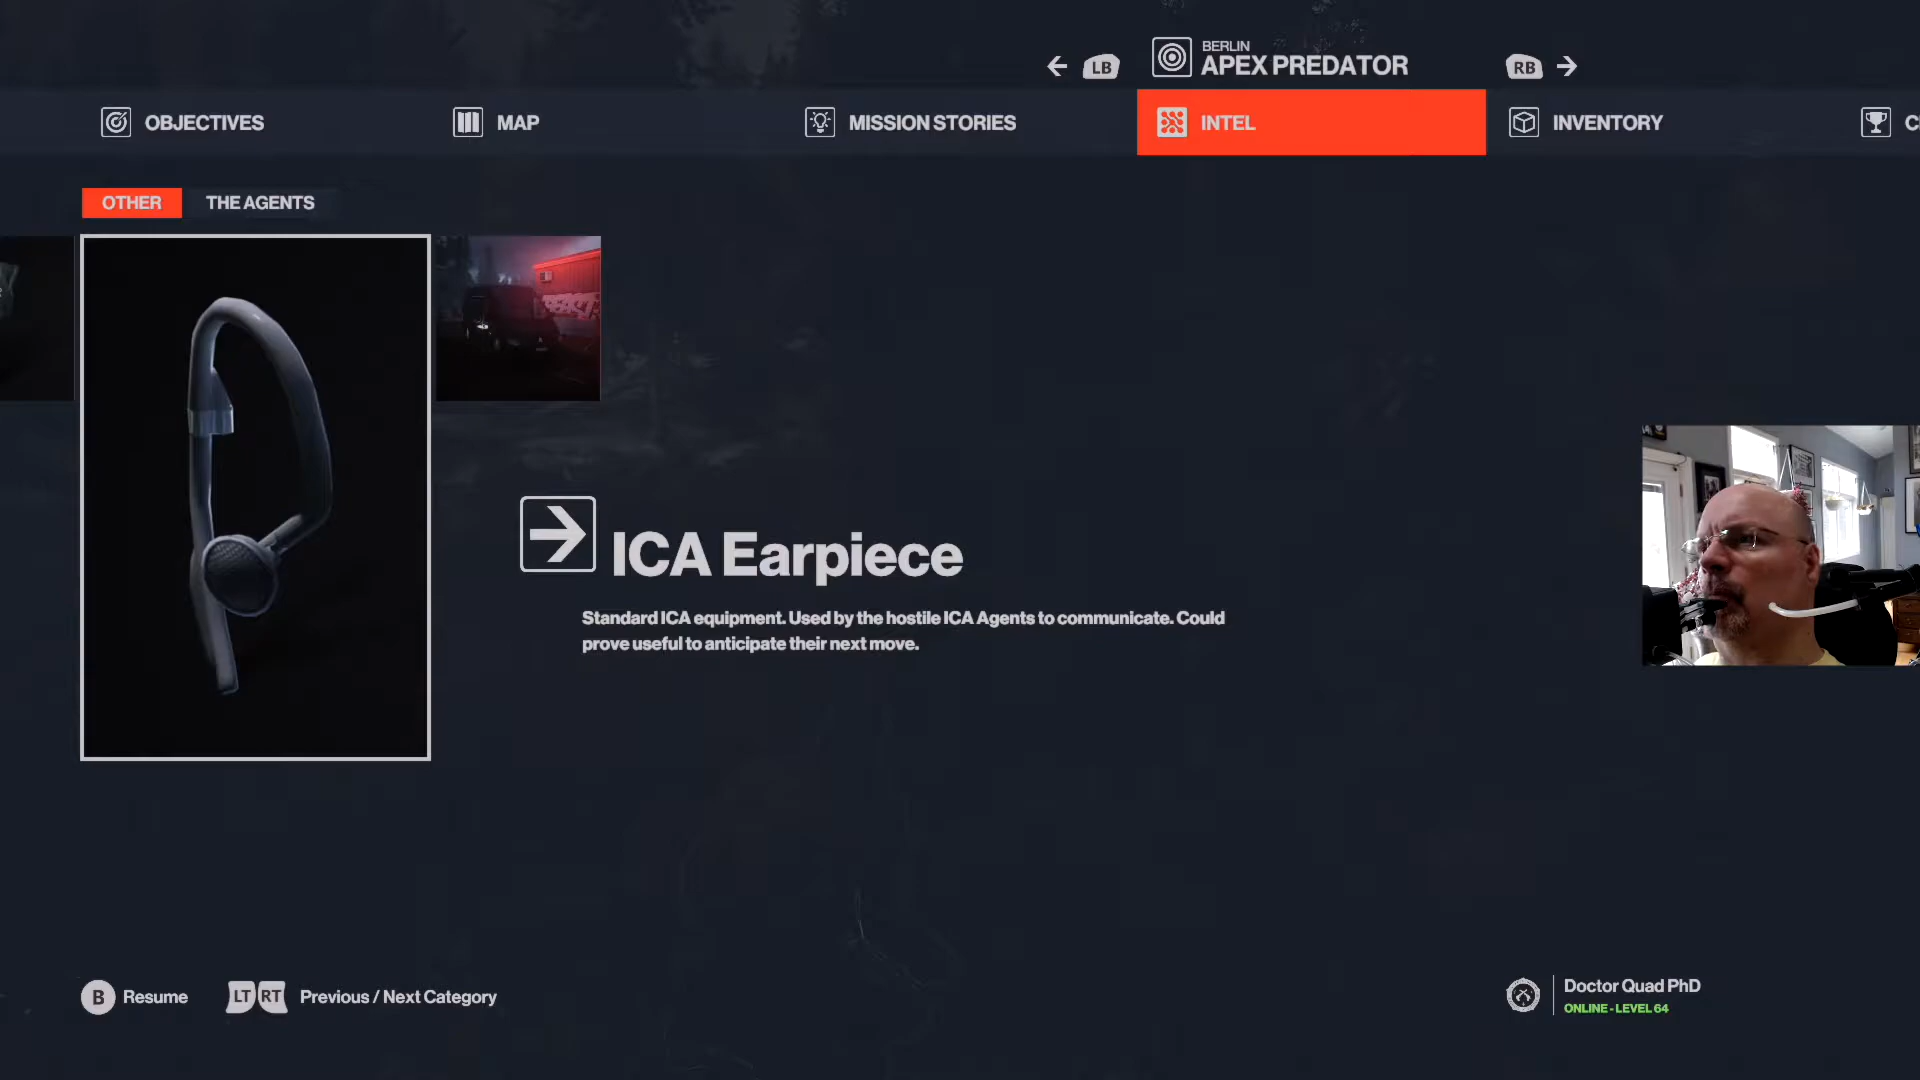 LB
BERLIN
APEX PREDATOR
RB
OBJECTIVES
MAP
MISSION STORIES
INTEL
INVENTORY
OTHER
THE AGENTS
ICA Earpiece
Standard ICA equipment. Used by the hostile ICA Agents to communicate. Could
prove useful to anticipate their next move.
B Resume
LT RT Previous / Next Category
Doctor Quad PhD
ONLINE - LEVEL 64